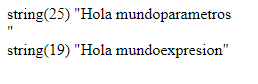 string(25) "Hola mundoparametros
"
string(19) "Hola mundoexpresion"